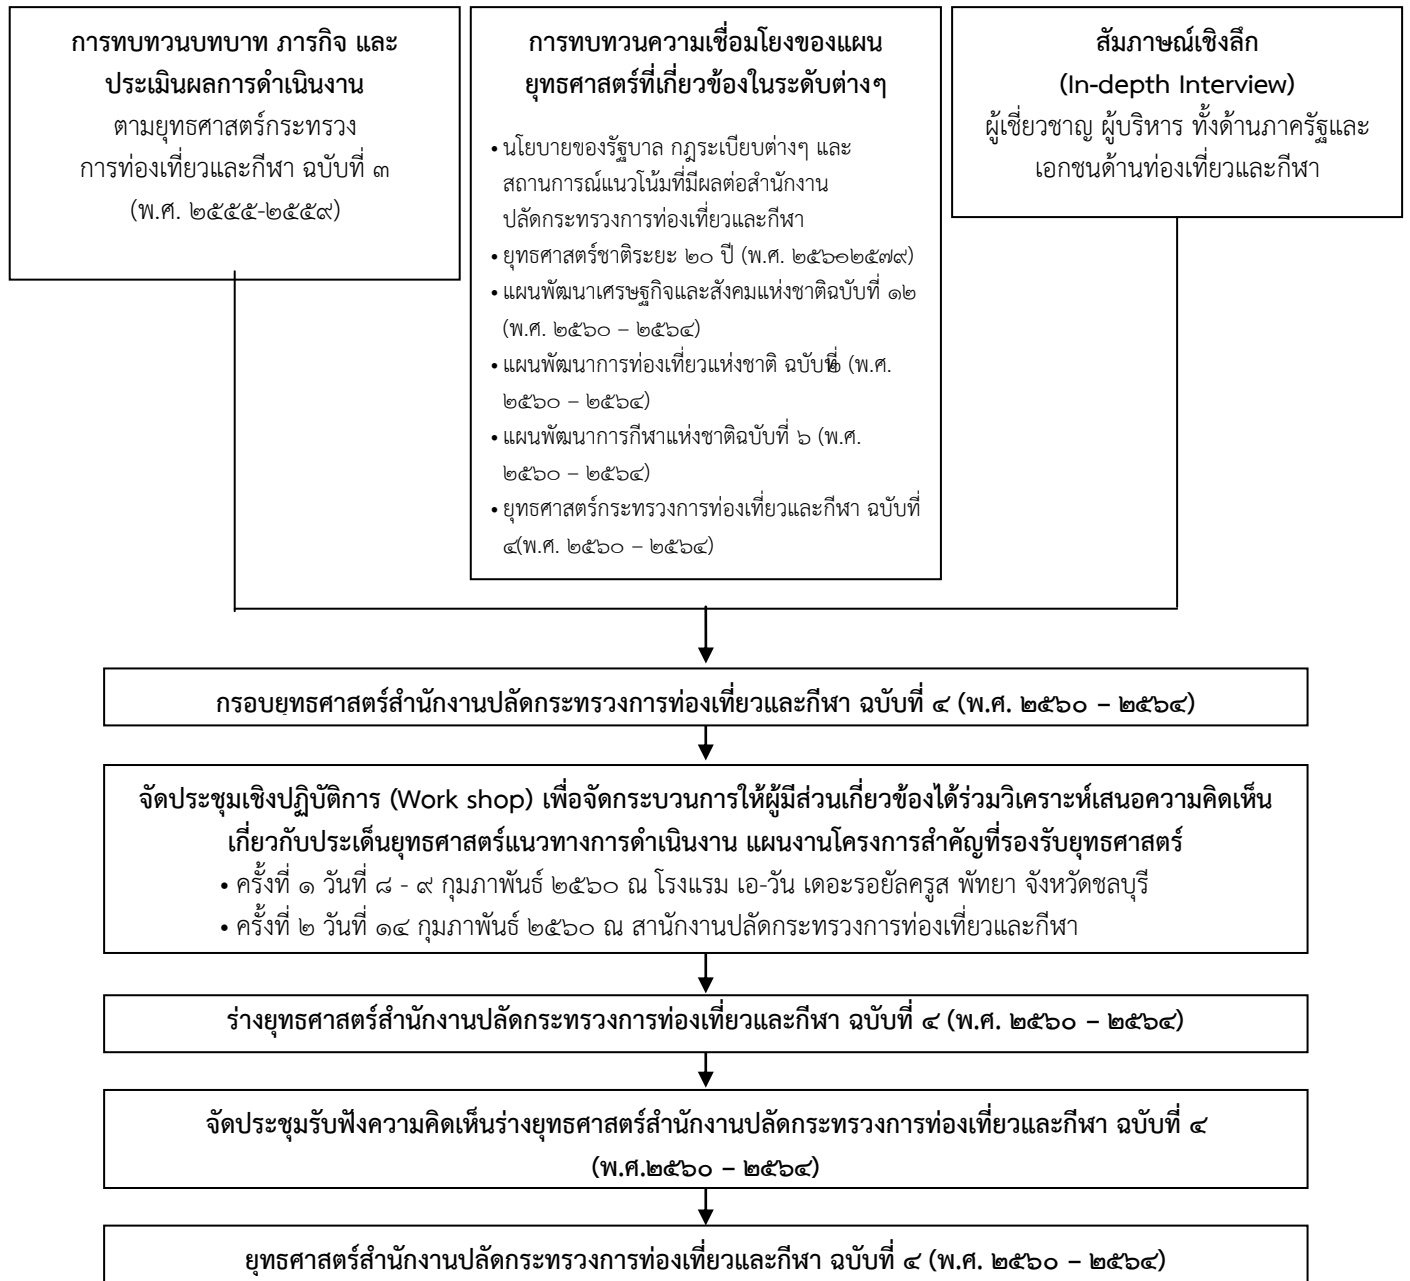 การทบทวนบทบาท ภารกิจ และ
ประเมินผลการดำเนินงาน
ตามยุทธศาสตร์กระทรวง
การท่องเที่ยวและกีฬา ฉบับที่ ๓
(พ.ศ. ๒๕๕๕-๒๕๕๙)
การทบทวนความเชื่อมโยงของแผน
ยุทธศาสตร์ที่เกี่ยวข้องในระดับต่างๆ
• นโยบายของรัฐบาล กฎระเบียบต่างๆ และ
สถานการณ์แนวโน้มที่มีผลต่อสำนักงาน
ปลัดกระทรวงการท่องเที่ยวและกีฬา
• ยุทธศาสตร์ชาติระยะ ๒๐ ปี (พ.ศ. ๒๕๖๐-๒๕๗๙)
• แผนพัฒนาเศรษฐกิจและสังคมแห่งชาติฉบับที่ ๑๒
(พ.ศ. ๒๕๖๐ – ๒๕๖๔)
• แผนพัฒนาการท่องเที่ยวแห่งชาติ ฉบับที่ ๒ (พ.ศ.
๒๕๖๐ – ๒๕๖๔)
• แผนพัฒนาการกีฬาแห่งชาติฉบับที่ ๖ (พ.ศ.
๒๕๖๐ – ๒๕๖๔)
• ยุทธศาสตร์กระทรวงการท่องเที่ยวและกีฬา ฉบับที่
๔(พ.ศ. ๒๕๖๐ – ๒๕๖๔)
สัมภาษณ์เชิงลึก
(In-depth Interview)
ผู้เชี่ยวชาญ ผู้บริหาร ทั้งด้านภาครัฐและ
เอกชนด้านท่องเที่ยวและกีฬา
กรอบยุทธศาสตร์สำนักงานปลัดกระทรวงการท่องเที่ยวและกีฬา ฉบับที่ ๔ (พ.ศ. ๒๕๖๐ – ๒๕๖๔)
จัดประชุมเชิงปฏิบัติการ (Work shop) เพื่อจัดกระบวนการให้ผู้มีส่วนเกี่ยวข้องได้ร่วมวิเคราะห์เสนอความคิดเห็น
เกี่ยวกับประเด็นยุทธศาสตร์แนวทางการดำเนินงาน แผนงานโครงการสำคัญที่รองรับยุทธศาสตร์
• ครั้งที่ ๑ วันที่ ๘ - ๙ กุมภาพันธ์ ๒๕๖๐ ณ โรงแรม เอ-วัน เดอะรอยัลครูส พัทยา จังหวัดชลบุรี
• ครั้งที่ ๒ วันที่ ๑๔ กุมภาพันธ์ ๒๕๖๐ ณ สานักงานปลัดกระทรวงการท่องเที่ยวและกีฬา
ร่างยุทธศาสตร์สำนักงานปลัดกระทรวงการท่องเที่ยวและกีฬา ฉบับที่ ๔ (พ.ศ. ๒๕๖๐ – ๒๕๖๔)
จัดประชุมรับฟังความคิดเห็นร่างยุทธศาสตร์สำนักงานปลัดกระทรวงการท่องเที่ยวและกีฬา ฉบับที่ ๔
(พ.ศ.๒๕๖๐ – ๒๕๖๔)
ยุทธศาสตร์สำนักงานปลัดกระทรวงการท่องเที่ยวและกีฬา ฉบับที่ ๔ (พ.ศ. ๒๕๖๐ – ๒๕๖๔)